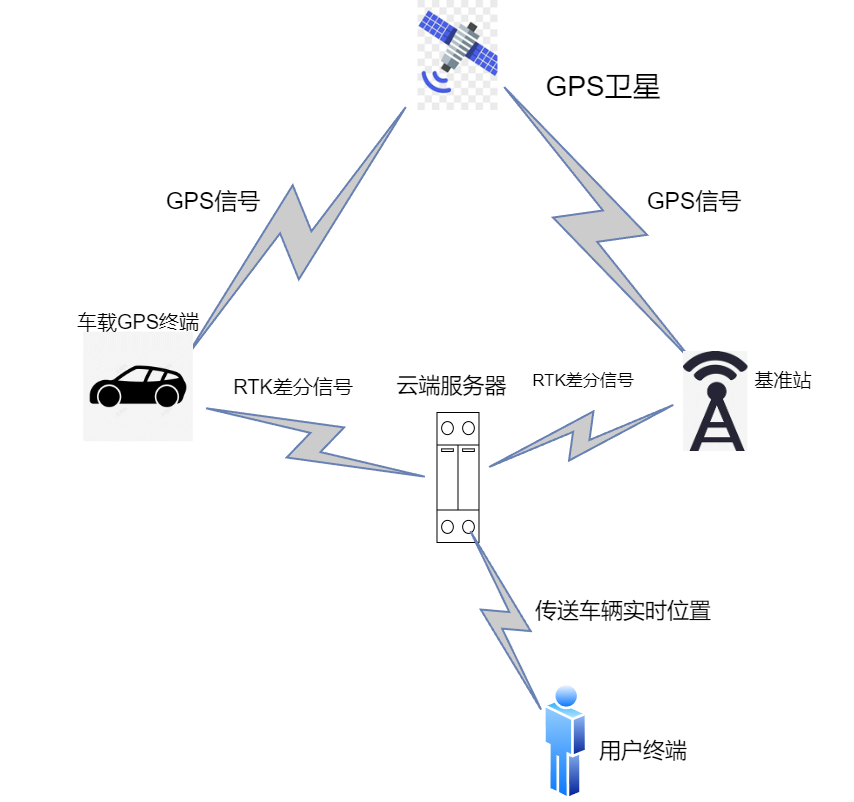 GPS卫星
GPS信号
GPS信号
车载GPS终端
RTK差分信号
云端服务器
RTK差分信号
基准站
传送车辆实时位置
用户终端